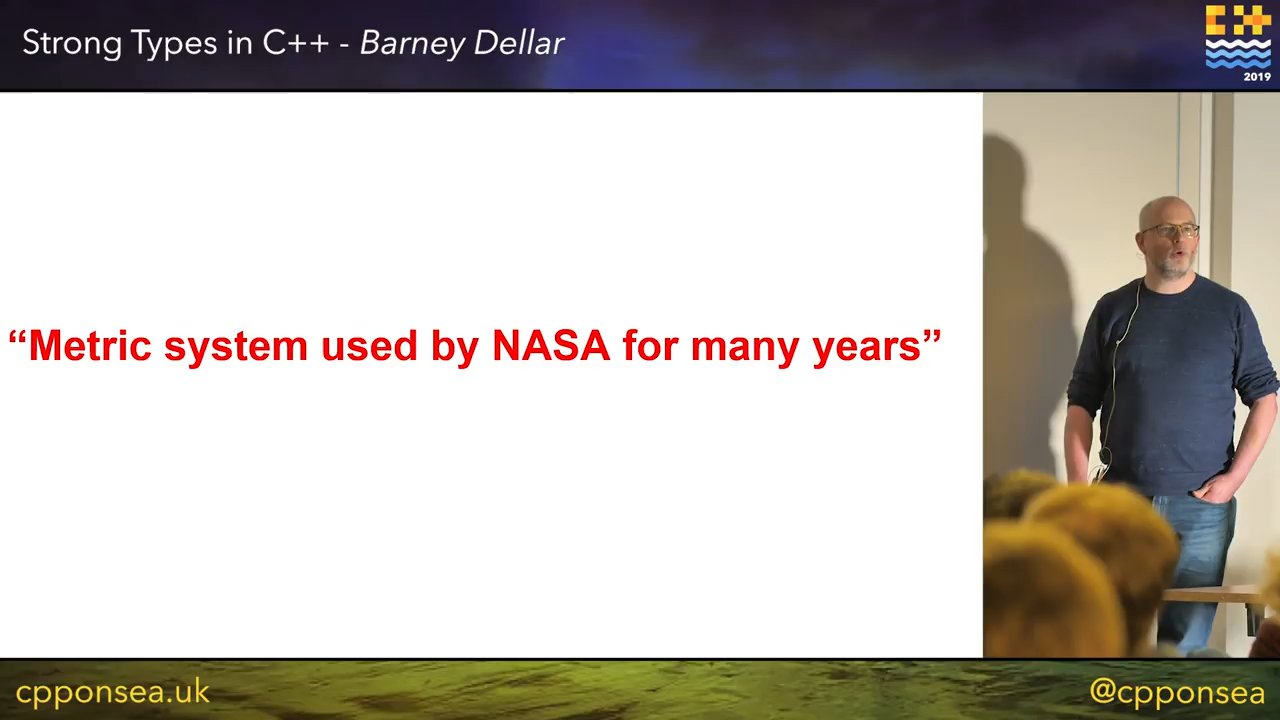 Strong Types in C++ - Barney Dellar
2019
“Metric system used by NASA for many years”
cpponsea.uk
@cpponsea